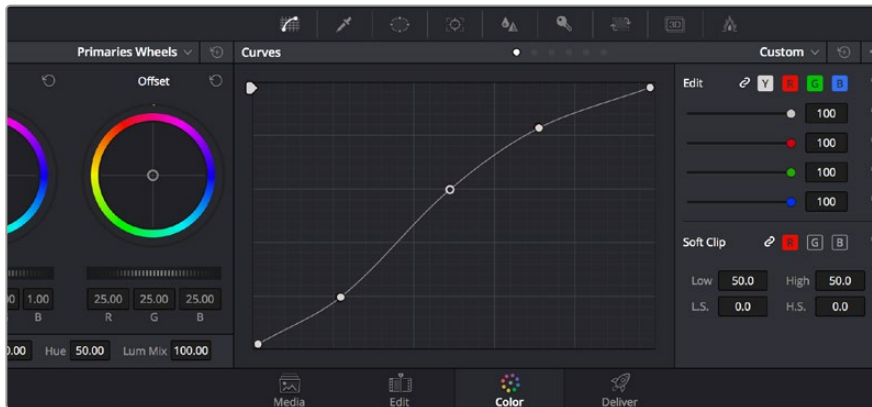 3D
Primaries Wheels
Curves
Custom
Offset
Edit
Y R G B
100
100
100
100
1.00
25.00 25.00 25.00
B R G B
Soft Clip R G B
Low 50.0 High 50.0
L.S. 0.0 H.S. 0.0
Hue 50.00 Lum Mix 100.00
Media Edit Color Deliver